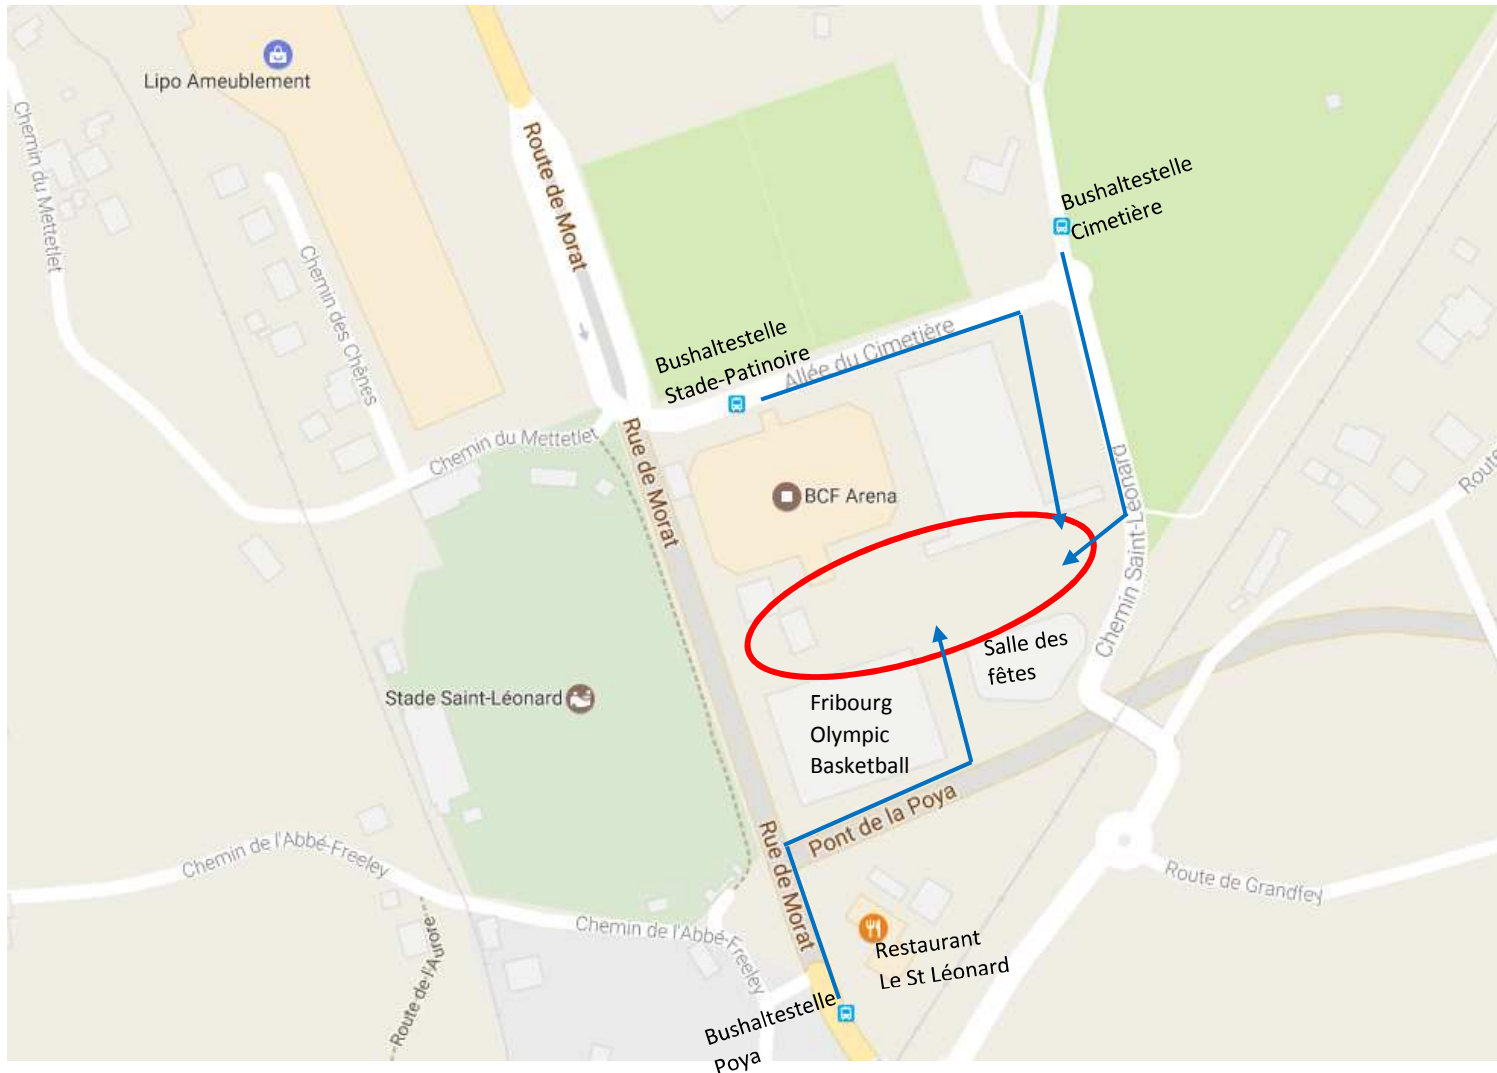 Lipo Ameublement
Chemin du Mettetlet
Route de Morat
Chemin des Chênes
Bushaltestelle
Cimetière
Bushaltestelle
Stade-Patinoire
Allée du Cimetière
Chemin du Mettetlet
Rue de Morat
BCF Arena
Chemin Saint-Léonard
Route
Salle des
fêtes
Stade Saint-Léonard
Fribourg
Olympic
Basketball
Pont de la Poya
Rue de Morat
Chemin de l'Abbé-Freeley
Route de Grandfey
Chemin de l'Abbé-Freeley
Route de l'Aurore
Restaurant
Le St Léonard
Bushaltestelle
Poya